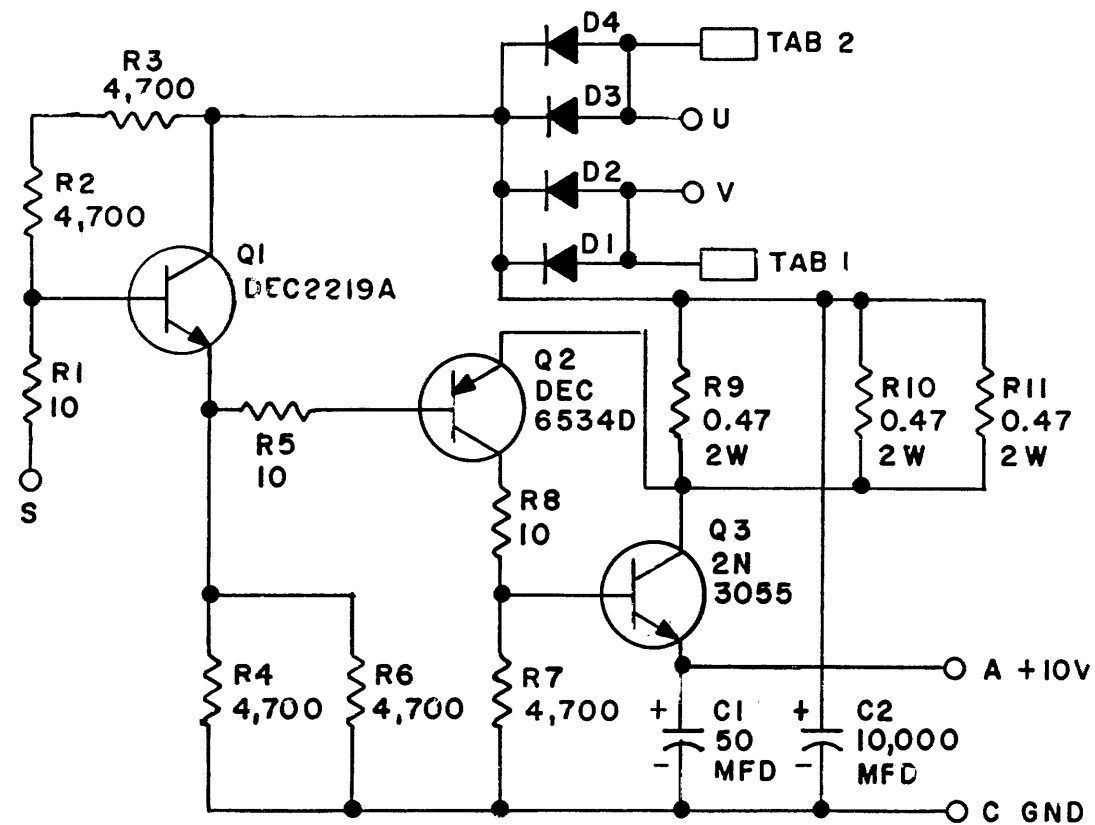 D4
TAB 2
R3
4,700
D3
U
R2
4,700
D2
V
Q1
DEC2219A
D1
TAB 1
R1
10
S
R5
10
Q2
DEC
6534D
R9
0.47
2W
R10
0.47
2W
R11
0.47
2W
R8
10
Q3
2N
3055
R4
4,700
R6
4,700
R7
4,700
A +10V
+
C1
50
MFD
–
+
C2
10,000
MFD
–
C GND